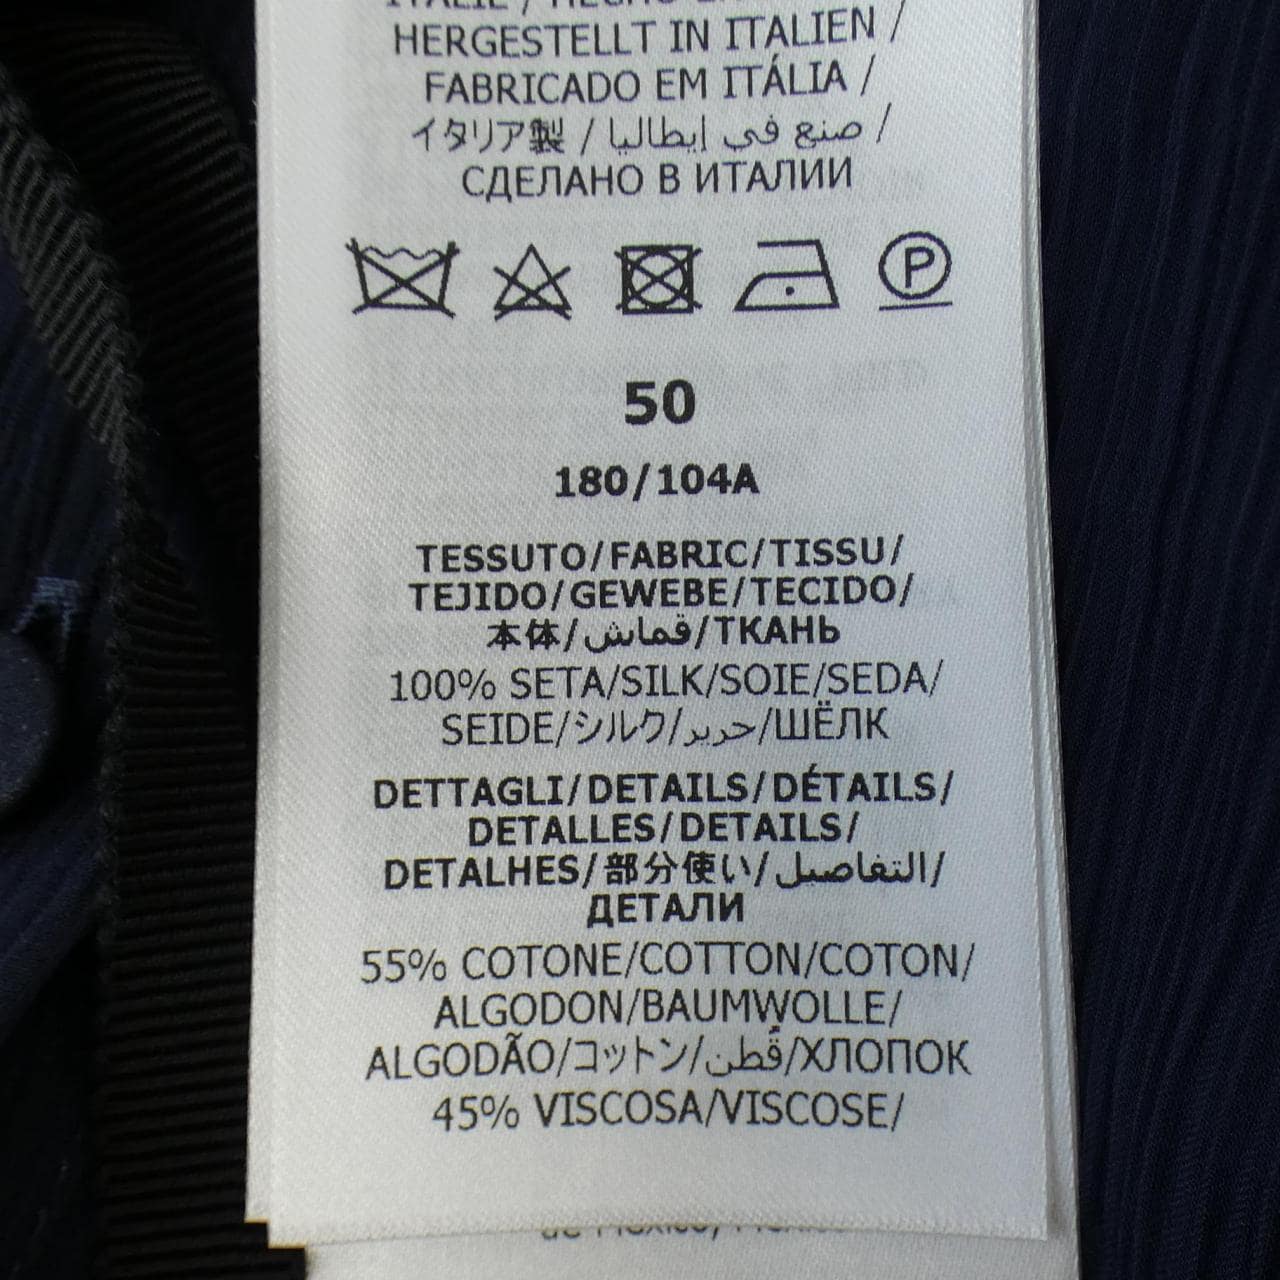 HERGESTELLT IN ITALIEN /
FABRICADO EM ITÁLIA /
イタリア製 / صنع في إيطاليا /
СДЕЛАНО В ИТАЛИИ
P
50
180/104A
TESSUTO/FABRIC/TISSU/
TEJIDO/GEWEBE/TECIDO/
本体/قماش/ТКАНЬ
100% SETA/SILK/SOIE/SEDA/
SEIDE/シルク/حرير/ШЁЛК
DETTAGLI/DETAILS/DÉTAILS/
DETALLES/DETAILS/
DETALHES/部分使い/التفاصيل/
ДЕТАЛИ
55% COTONE/COTTON/COTON/
ALGODON/BAUMWOLLE/
ALGODÃO/コットン/قُطن/ХЛОПОК
45% VISCOSA/VISCOSE/